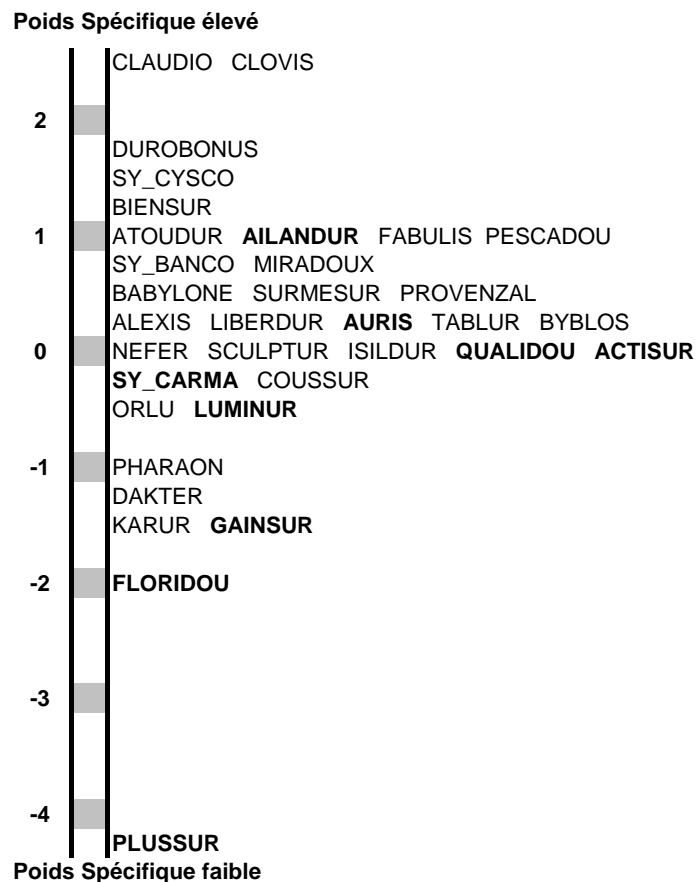 Poids Spécifique élevé
CLAUDIO CLOVIS
2
DUROBONUS
SY_CYSCO
BIENSUR
1 ATOUDUR AILANDUR FABULIS PESCADOU
SY_BANCO MIRADOUX
BABYLONE SURMESUR PROVENZAL
ALEXIS LIBERDUR AURIS TABLUR BYBLOS
0 NEFER SCULPTUR ISILDUR QUALIDOU ACTISUR
SY_CARMA COUSSUR
ORLU LUMINUR
-1 PHARAON
DAKTER
KARUR GAINSUR
-2 FLORIDOU
-3
-4
PLUSSUR
Poids Spécifique faible